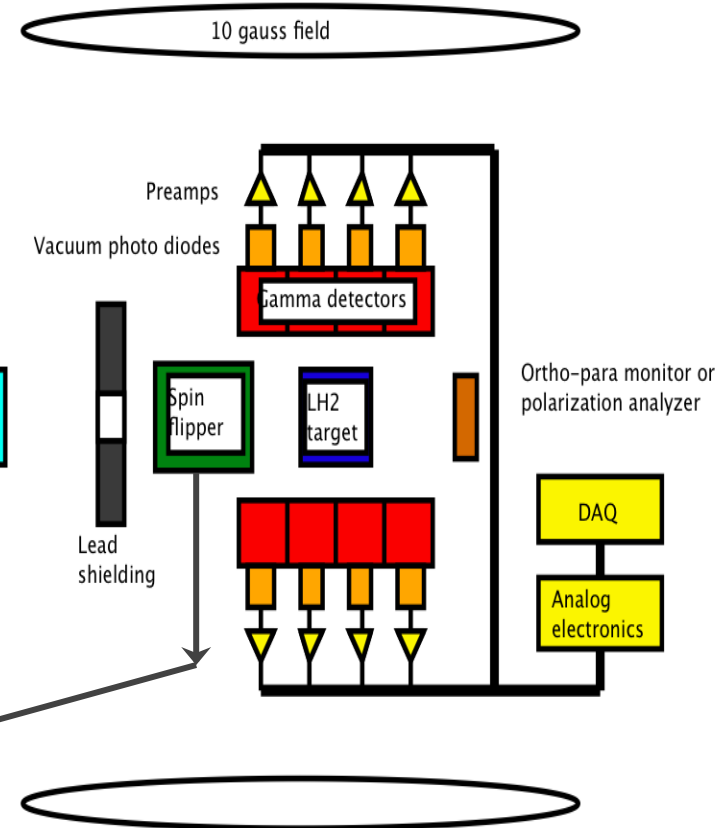 10 gauss field
Preamps
Vacuum photo diodes
Gamma detectors
Spin
flipper
LH2
target
Ortho-para monitor or
polarization analyzer
Lead
shielding
DAQ
Analog
electronics